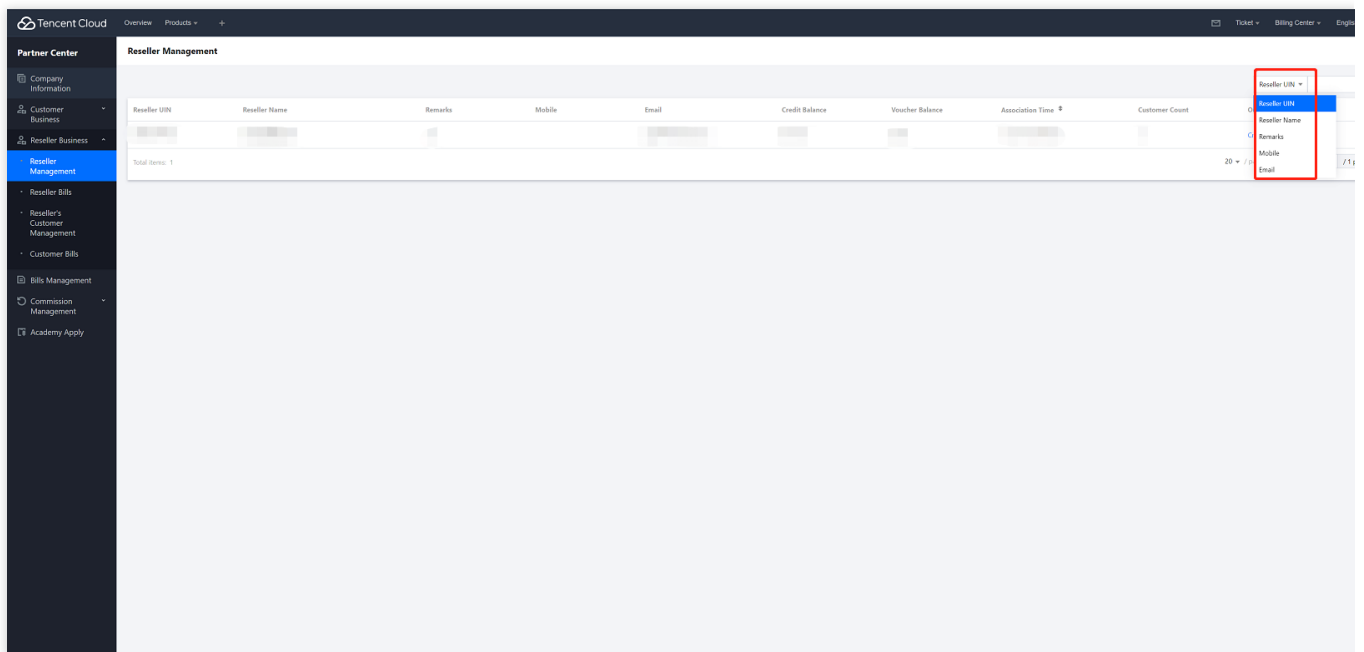 Tencent Cloud Overview Products + Ticket Billing Center
Partner Center
Reseller Management
Company
Information
Customer
Business
Reseller Business
Reseller
Management
Reseller Bills
Reseller's
Customer
Management
Customer Bills
Bills Management
Commission
Management
Academy Apply
Reseller UIN
Reseller UIN Reseller Name Remarks Mobile Email Credit Balance Voucher Balance Association Time Customer Count
Total items: 1
20
Reseller UIN
Reseller Name
Remarks
Mobile
Email